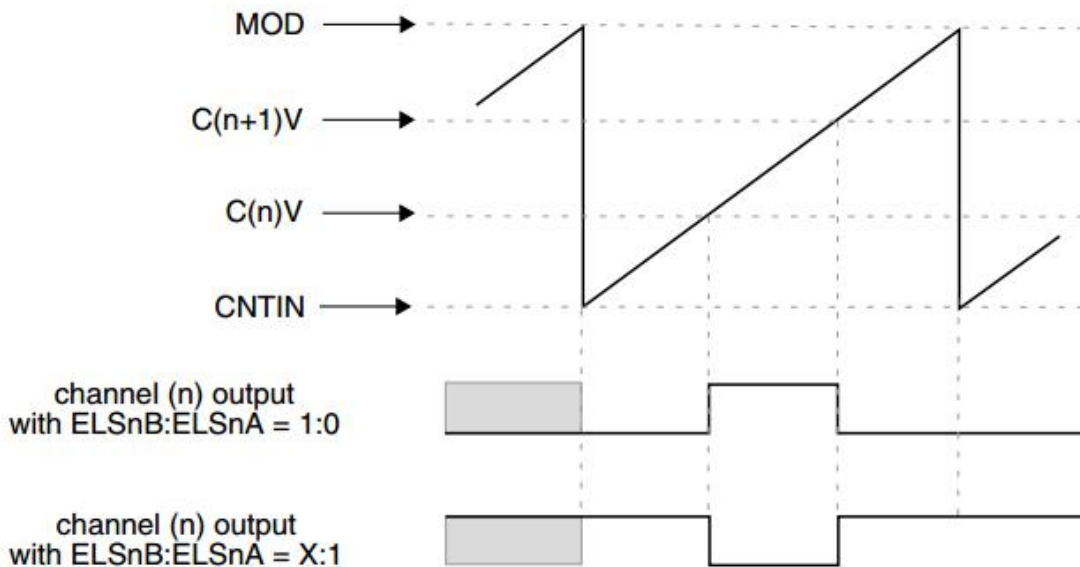 MOD
C(n+1)V
C(n)V
CNTIN
channel (n) output
with ELSnB:ELSnA = 1:0
channel (n) output
with ELSnB:ELSnA = X:1